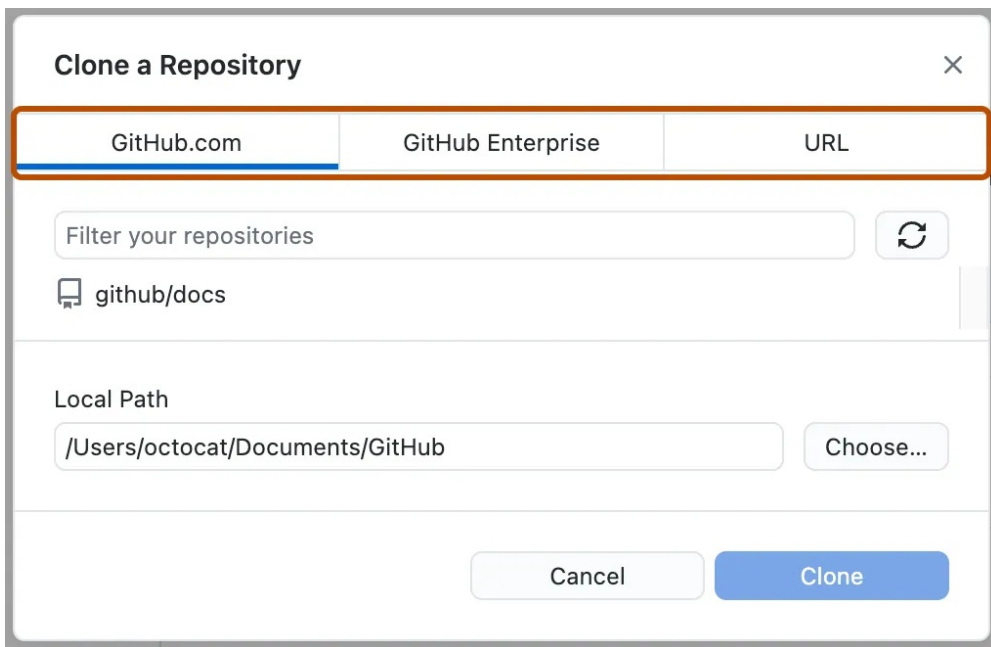 Clone a Repository
GitHub.com GitHub Enterprise URL
Filter your repositories
github/docs
Local Path
/Users/octocat/Documents/GitHub Choose...
Cancel Clone